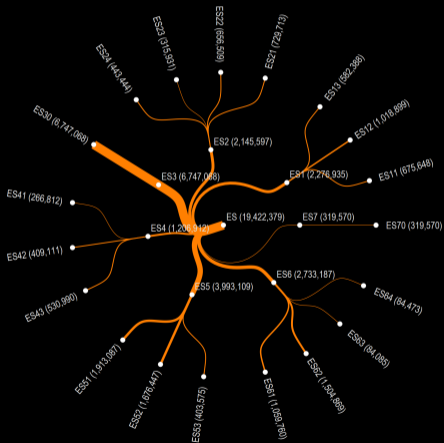 ES22 (656,509)
ES23 (315,931)
ES21 (729,713)
ES24 (443,444)
ES13 (582,388)
ES30 (6,747,068)
ES12 (1,018,899)
ES2 (2,145,597)
ES11 (675,648)
ES3 (6,747,068)
ES1 (2,276,935)
ES41 (266,812)
ES (19,422,379)
ES7 (319,570)
ES70 (319,570)
ES4 (1,206,912)
ES42 (409,111)
ES43 (530,990)
ES5 (3,993,109)
ES6 (2,733,187)
ES64 (84,473)
ES63 (84,085)
ES51 (1,913,087)
ES52 (1,676,447)
ES53 (403,575)
ES61 (1,059,760)
ES62 (1,504,869)